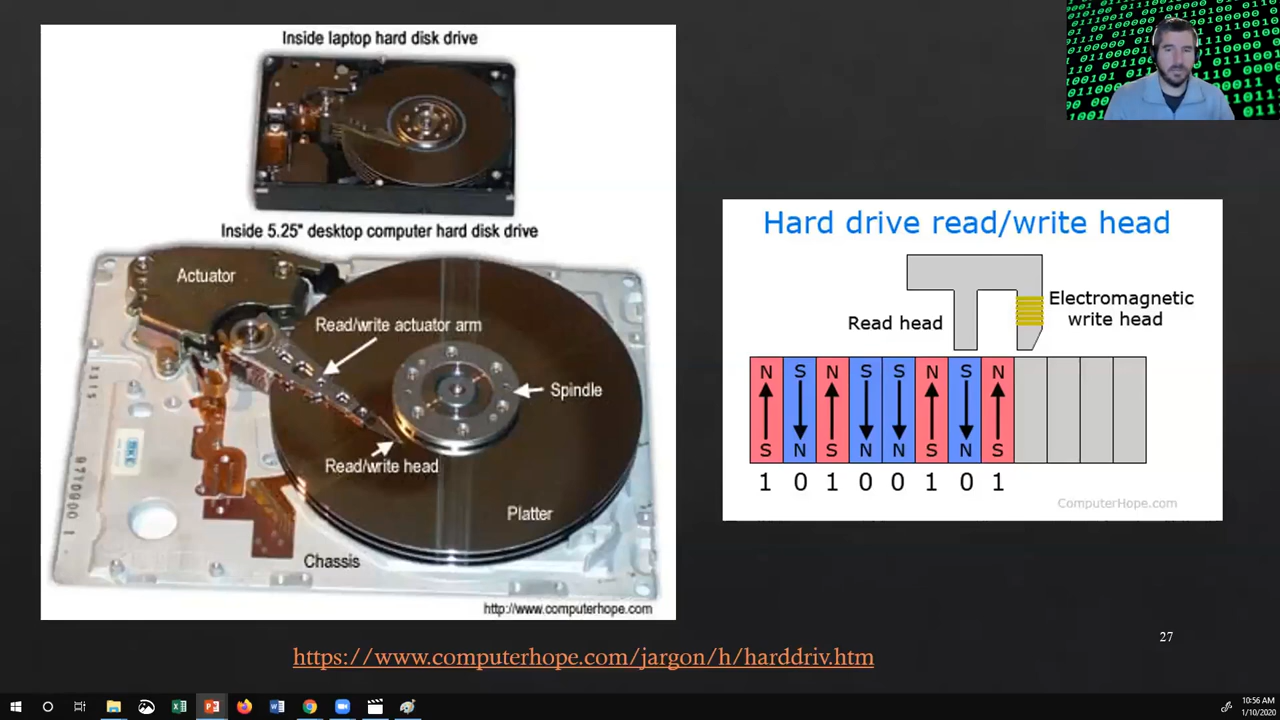 Inside laptop hard disk drive
Inside 5.25" desktop computer hard disk drive
Actuator
Read/write actuator arm
Spindle
Read/write head
Platter
Chassis
http://www.computerhope.com
Hard drive read/write head
Read head
Electromagnetic
write head
N S N S S N S N
S N S N N S N S
1 0 1 0 0 1 0 1
ComputerHope.com
27
https://www.computerhope.com/jargon/h/harddriv.htm
10:56 AM
1/10/2020